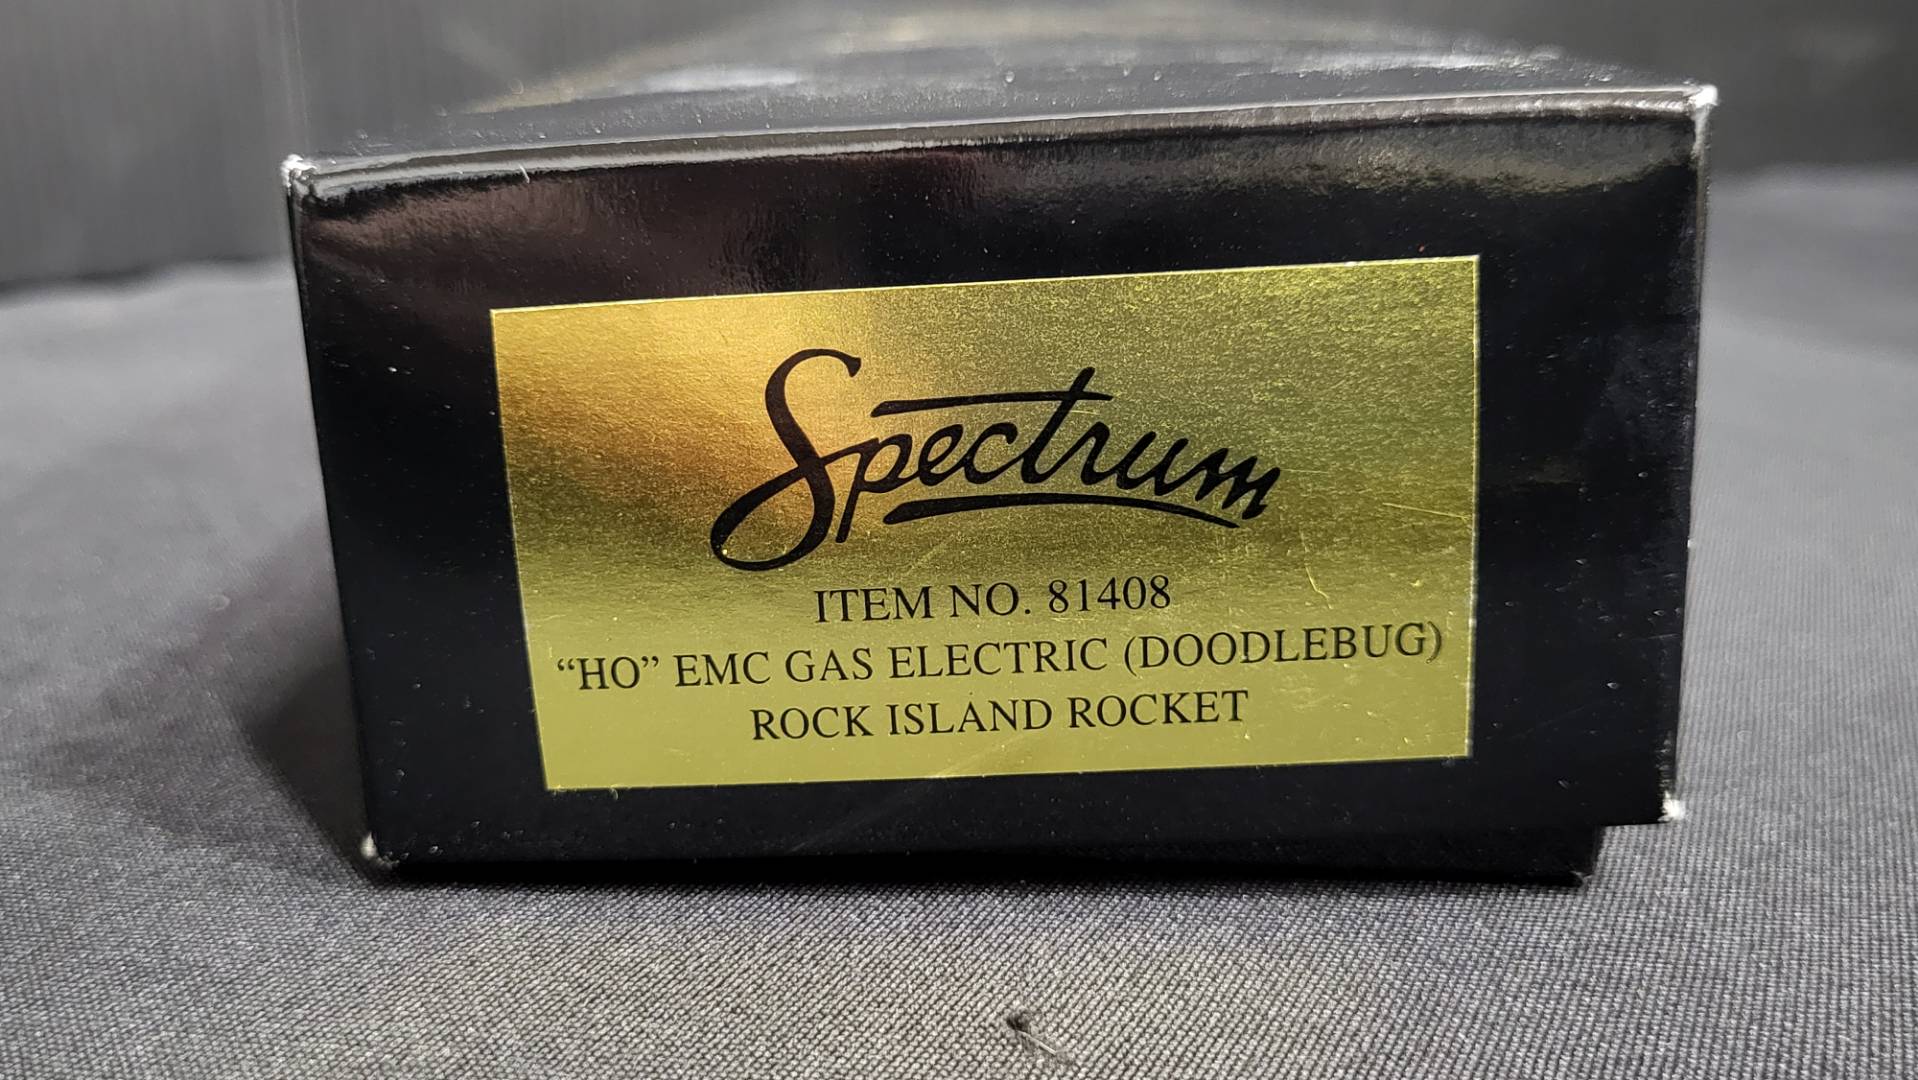 Spectrum
ITEM NO. 81408
“HO” EMC GAS ELECTRIC (DOODLEBUG)
ROCK ISLAND ROCKET